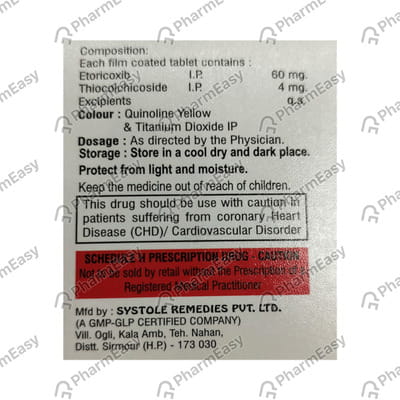 Composition:
Each film coated tablet contains :
Etoricoxib I.P. 60 mg.
Thiocolchicoside I.P. 4 mg.
Excipients q.s.
Colour : Quinoline Yellow
& Titanium Dioxide IP
Dosage : As directed by the Physician.
Storage : Store in a cool dry and dark place.
Protect from light and moisture.
Keep the medicine out of reach of children.
This drug should be use with caution in
patients suffering from coronary Heart
Disease (CHD)/ Cardiovascular Disorder
SCHEDULE H PRESCRIPTION DRUG - CAUTION
Not to be sold by retail without the Prescription of a
Registered Medical Practitioner
Mfd by : SYSTOLE REMEDIES PVT. LTD.
(A GMP-GLP CERTIFIED COMPANY)
Vill. Ogli, Kala Amb, Teh. Nahan,
Distt. Sirmour (H.P.) - 173 030
PharmEasy